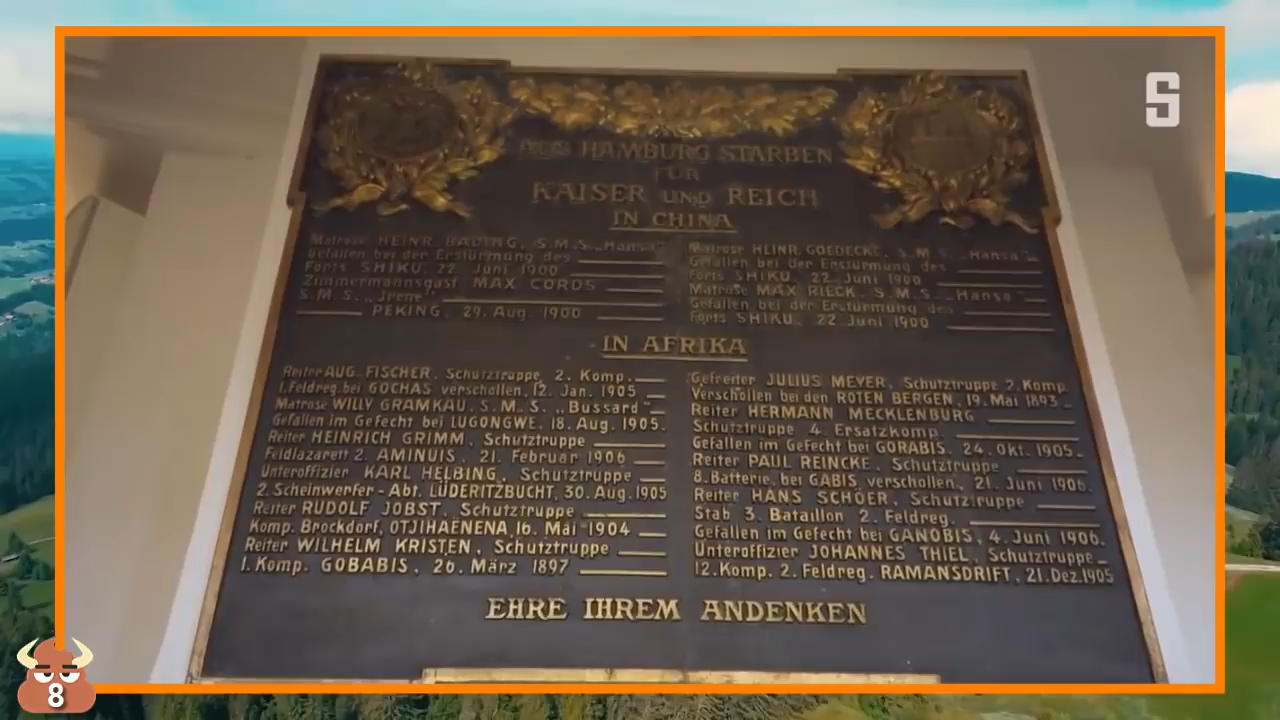 S
AUS HAMBURG STARBEN
FÜR
KAISER UND REICH
IN CHINA
Matrose HEINR. BADING, S.M.S. „Hansa“
Gefallen bei der Erstürmung des
Forts SHIKU, 22. Juni 1900
Zimmermannsgast MAX CORDS
S.M.S. „Irene“
PEKING, 29. Aug. 1900
Matrose HEINR. GOEDECKE, S.M.S. „Hansa“
Gefallen bei der Erstürmung des
Forts SHIKU, 22. Juni 1900
Matrose MAX RIECK, S.M.S. „Hansa“
Gefallen bei der Erstürmung des
Forts SHIKU, 22 Juni 1900
IN AFRIKA
Reiter AUG. FISCHER, Schutztruppe, 2. Komp.
1.Feldreg.bei GOCHAS verschollen, 12. Jan. 1905
Matrose WILLY GRAMKAU, S.M.S. „Bussard“
Gefallen im Gefecht bei LUGONGWE, 18. Aug. 1905.
Reiter HEINRICH GRIMM, Schutztruppe
Feldlazarett 2. AMINUIS, 21. Februar 1906
Unteroffizier KARL HELBING, Schutztruppe
2. Scheinwerfer-Abt. LÜDERITZBUCHT, 30. Aug. 1905
Reiter RUDOLF JOBST, Schutztruppe
Komp. Brockdorf, OTJIHAENENA, 16. Mai 1904
Reiter WILHELM KRISTEN, Schutztruppe
1. Komp. GOBABIS, 26. März 1897
Gefreiter JULIUS MEYER, Schutztruppe 2. Komp.
Verschollen bei den ROTEN BERGEN, 19. Mai 1893
Reiter HERMANN MECKLENBURG
Schutztruppe 4. Ersatzkomp.
Gefallen im Gefecht bei GORABIS, 24. Okt. 1905
Reiter PAUL REINCKE, Schutztruppe
8. Batterie, bei GABIS verschollen, 21. Juni 1906.
Reiter HANS SCHÖER, Schutztruppe
Stab 3. Bataillon 2. Feldreg.
Gefallen im Gefecht bei GANOBIS, 4. Juni 1906.
Unteroffizier JOHANNES THIEL, Schutztruppe
12. Komp. 2. Feldreg. RAMANSDRIFT, 21. Dez. 1905
EHRE IHREM ANDENKEN
8